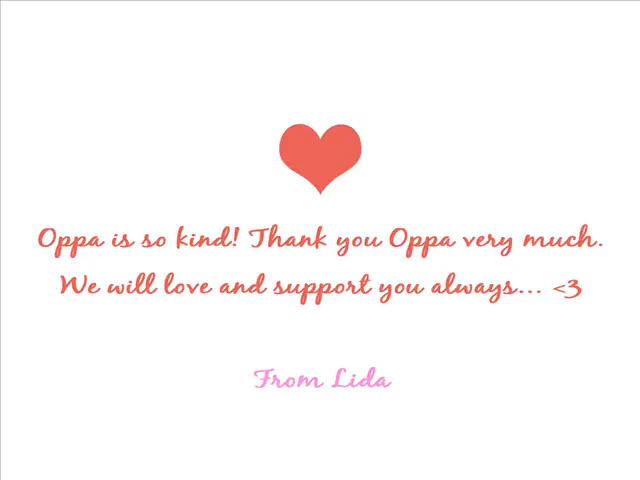 Oppa is so kind! Thank you Oppa very much.
We will love and support you always... <3
From Lida